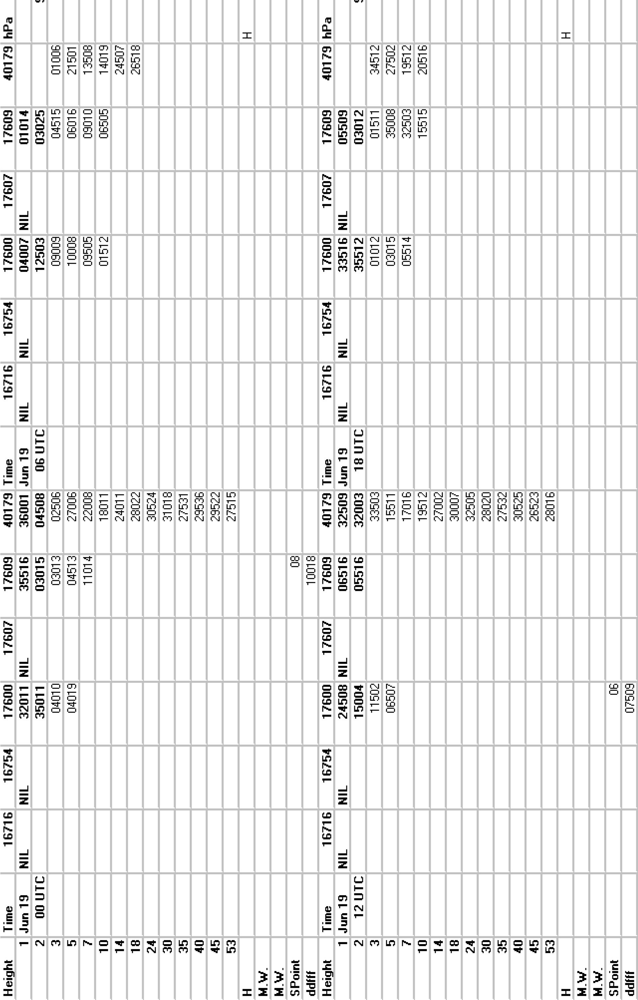 Height Time 16716 16754 17600 17607 17609 40179 Time 16716 16754 17600 17607 17609 40179 hPa
1 Jun 19 NIL NIL 32011 NIL 35516 36001 Jun 19 NIL NIL 04007 NIL 01014
2 00 UTC 35011 03015 04508 06 UTC 12503 03025
3 04010 03013 02506 09009 04515 01006
5 04019 04513 27006 10008 06016 21501
7 11014 22008 09505 09010 13508
10 18011 01512 06505 14019
14 24011 24507
18 28022 26518
24 30524
30 31018
35 27531
40 29536
45 29522
53 27515
H H
M.W.
M.W.
SPoint 08
ddfff 10018
Height Time 16716 16754 17600 17607 17609 40179 Time 16716 16754 17600 17607 17609 40179 hPa
1 Jun 19 NIL NIL 24508 NIL 06516 32509 Jun 19 NIL NIL 33516 NIL 05509
2 12 UTC 15004 05516 32003 18 UTC 35512 03012
3 11502 33503 01012 01511 34512
5 06507 15511 03015 35008 27502
7 17016 05514 32503 19512
10 19512 15515 20516
14 27002
18 30007
24 32505
30 28020
35 27532
40 30525
45 26523
53 28016
H H
M.W.
M.W.
SPoint 06
ddfff 07509